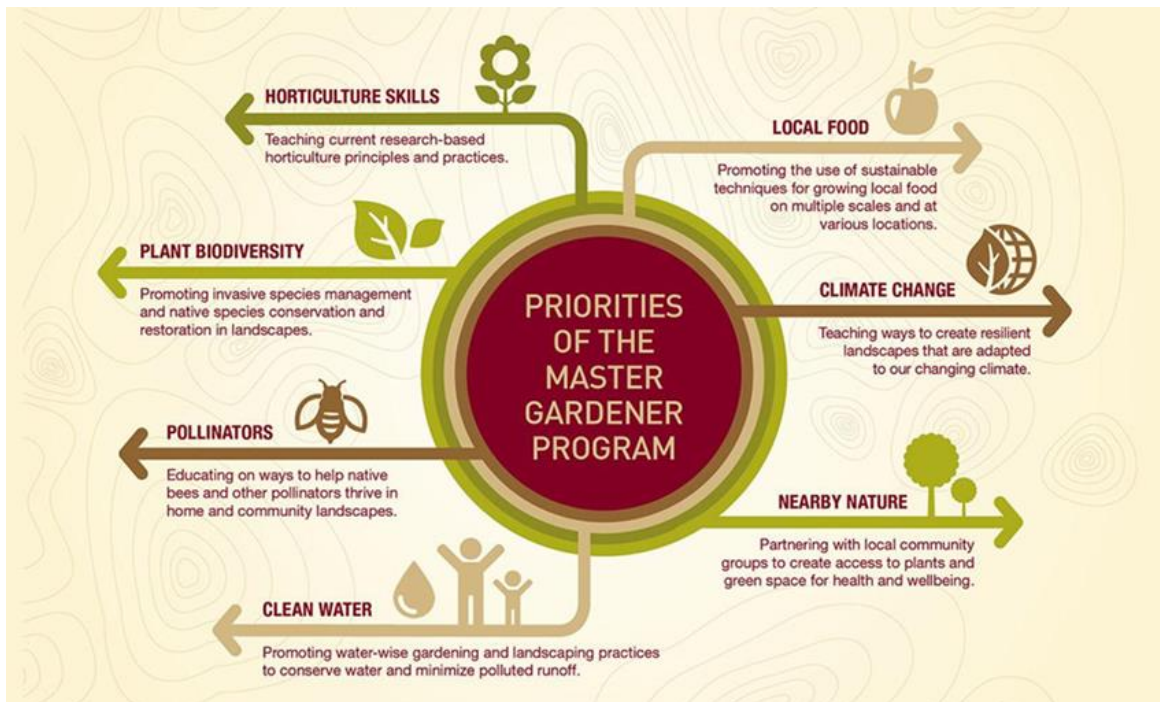 HORTICULTURE SKILLS
Teaching current research-based
horticulture principles and practices.
LOCAL FOOD
Promoting the use of sustainable
techniques for growing local food
on multiple scales and at
various locations.
PLANT BIODIVERSITY
Promoting invasive species management
and native species conservation and
restoration in landscapes.
PRIORITIES
OF THE
MASTER
GARDENER
PROGRAM
CLIMATE CHANGE
Teaching ways to create resilient
landscapes that are adapted
to our changing climate.
POLLINATORS
Educating on ways to help native
bees and other pollinators thrive in
home and community landscapes.
NEARBY NATURE
Partnering with local community
groups to create access to plants and
green space for health and wellbeing.
CLEAN WATER
Promoting water-wise gardening and landscaping practices
to conserve water and minimize polluted runoff.